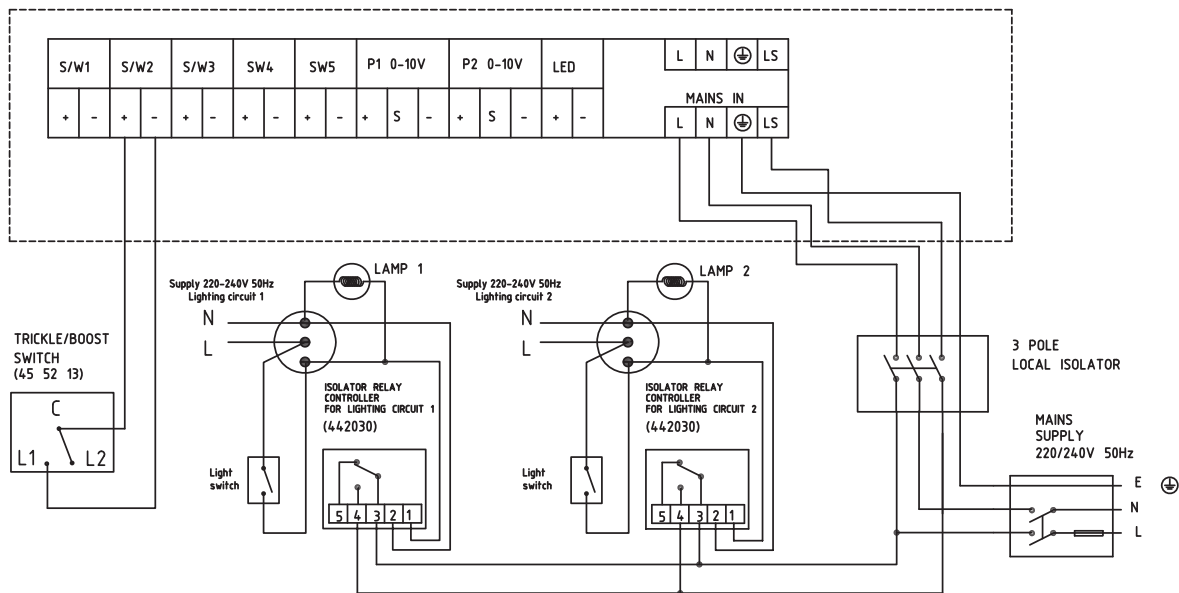 S/W1 S/W2 S/W3 SW4 SW5 P1 0-10V P2 0-10V LED
L N LS
MAINS IN
+ - + - + - + - + - + S - + S - + -
L N LS
LAMP 1
Supply 220-240V 50Hz
Lighting circuit 1
N
L
LAMP 2
Supply 220-240V 50Hz
Lighting circuit 2
N
L
TRICKLE/BOOST
SWITCH
(45 52 13)
C
L1 L2
ISOLATOR RELAY
CONTROLLER
FOR LIGHTING CIRCUIT 1
(442030)
Light
switch
5 4 3 2 1
ISOLATOR RELAY
CONTROLLER
FOR LIGHTING CIRCUIT 2
(442030)
Light
switch
5 4 3 2 1
3 POLE
LOCAL ISOLATOR
MAINS
SUPPLY
220/240V 50Hz
E
N
L